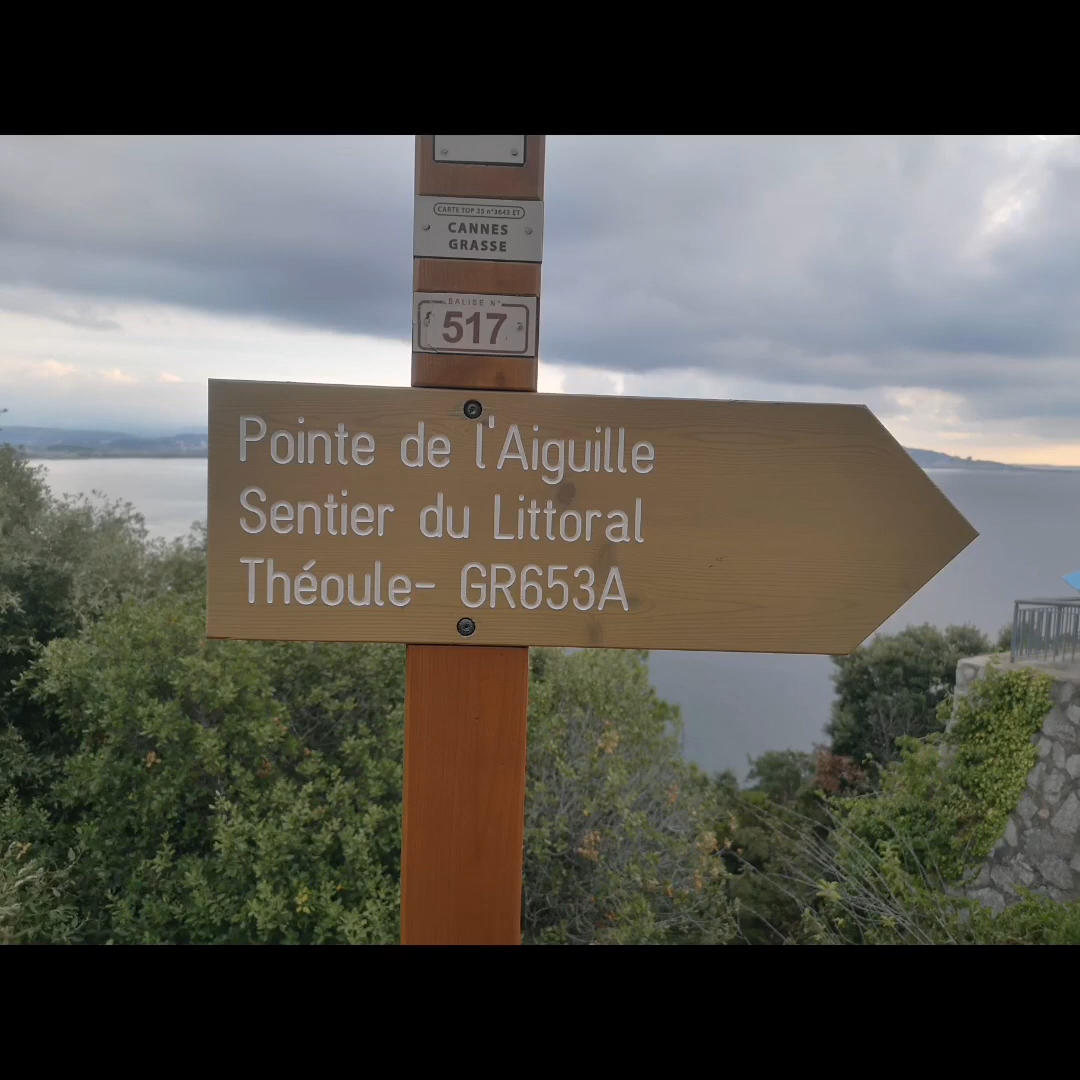 CARTE TOP 25 n°3643 ET
CANNES
GRASSE
BALISE N°
517
Pointe de l'Aiguille
Sentier du Littoral
Théoule- GR653A